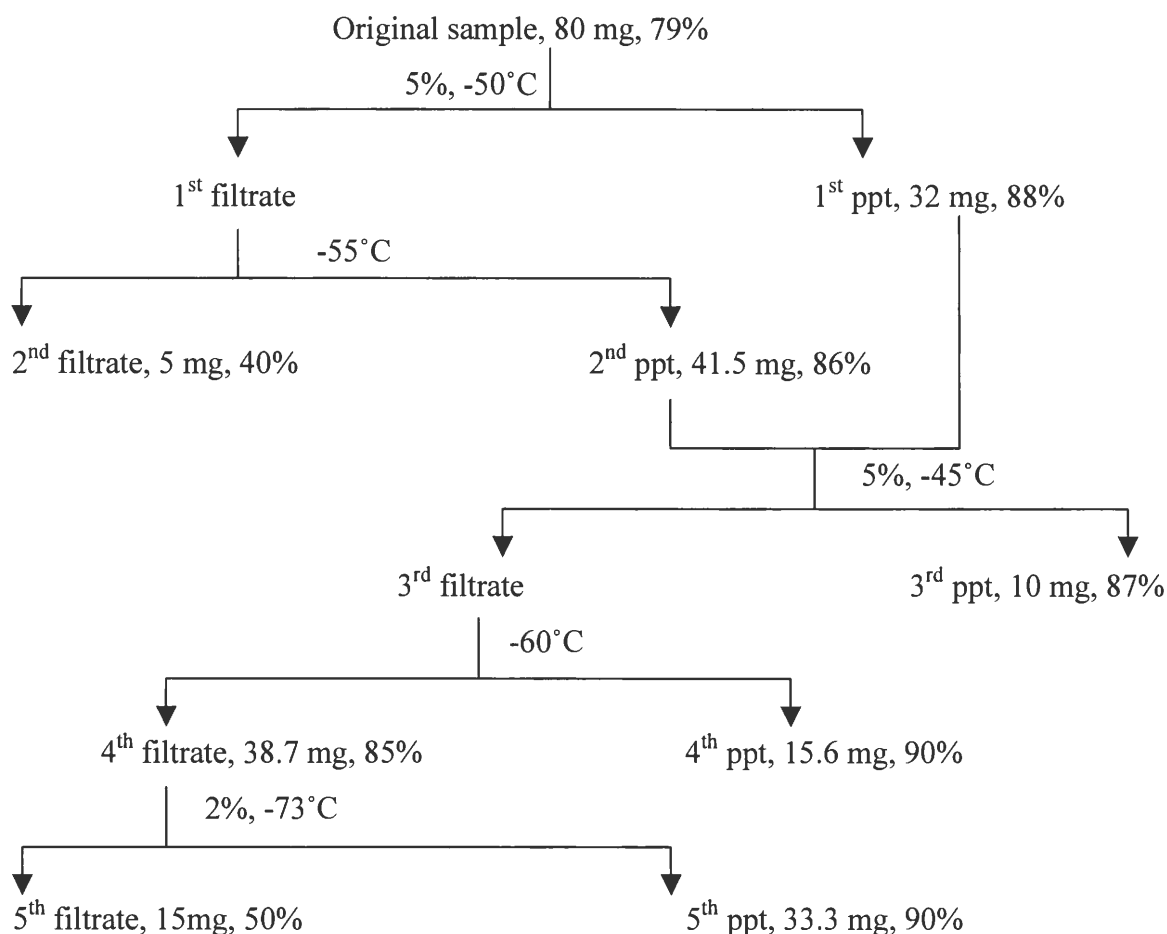 Original sample, 80 mg, 79%
5%, -50˚C
1st filtrate
1st ppt, 32 mg, 88%
-55˚C
2nd filtrate, 5 mg, 40%
2nd ppt, 41.5 mg, 86%
5%, -45˚C
3rd filtrate
3rd ppt, 10 mg, 87%
-60˚C
4th filtrate, 38.7 mg, 85%
4th ppt, 15.6 mg, 90%
2%, -73˚C
5th filtrate, 15mg, 50%
5th ppt, 33.3 mg, 90%